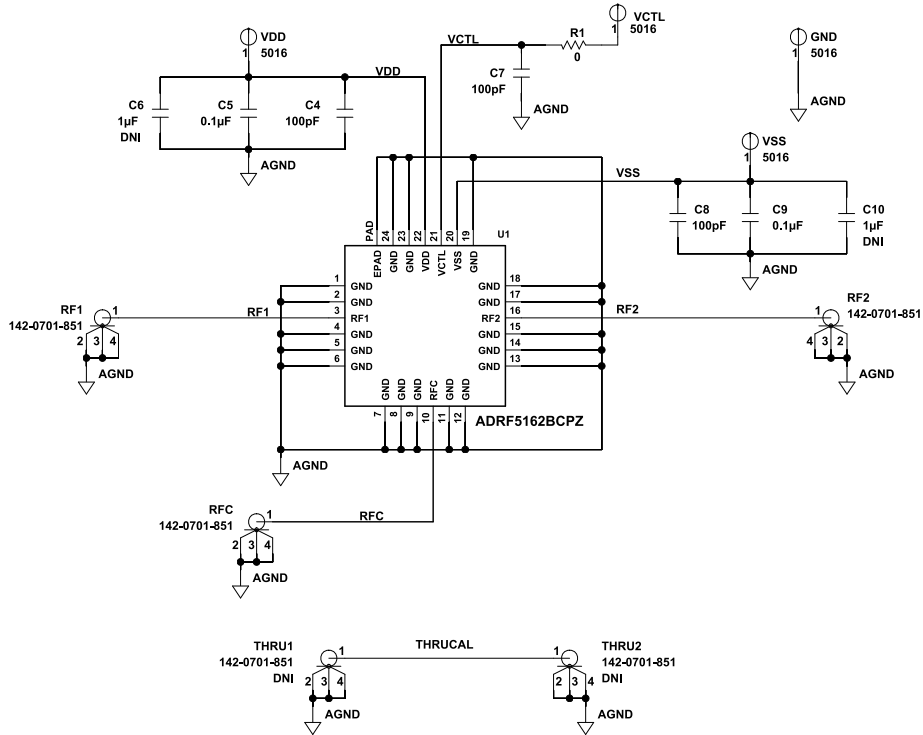 VCTL
1 5016
VCTL
R1
0
C7
100pF
AGND
GND
1 5016
VDD
1 5016
VDD
C6
1µF
DNI
C5
0.1µF
C4
100pF
AGND
VSS
1 5016
VSS
C8
100pF
C9
0.1µF
C10
1µF
DNI
AGND
AGND
PAD 24 23 22 21 20 19
U1
EPAD GND GND VDD VCTL VSS GND
1 GND
2 GND
3 RF1
4 GND
5 GND
6 GND
GND 18
GND 17
RF2 16
GND 15
GND 14
GND 13
GND GND GND RFC GND GND
7 8 9 10 11 12
ADRF5162BCPZ
RF1
142-0701-851
1
2 3 4
AGND
RF1
RF2
RF2
142-0701-851
1
4 3 2
AGND
AGND
RFC
142-0701-851
1
2 3 4
AGND
RFC
THRU1
142-0701-851
DNI
1
2 3 4
AGND
THRUCAL
THRU2
142-0701-851
DNI
1
2 3 4
AGND